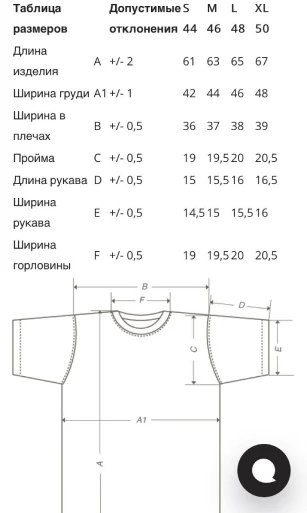 Таблица Допустимые S M L XL
размеров отклонения 44 46 48 50
Длина
изделия A +/- 2 61 63 65 67
Ширина груди A1 +/- 1 42 44 46 48
Ширина в
плечах B +/- 0,5 36 37 38 39
Пройма C +/- 0,5 19 19,5 20 20,5
Длина рукава D +/- 0,5 15 15,5 16 16,5
Ширина
рукава E +/- 0,5 14,5 15 15,5 16
Ширина
горловины F +/- 0,5 19 19,5 20 20,5
B
F
D
C
E
A1
A